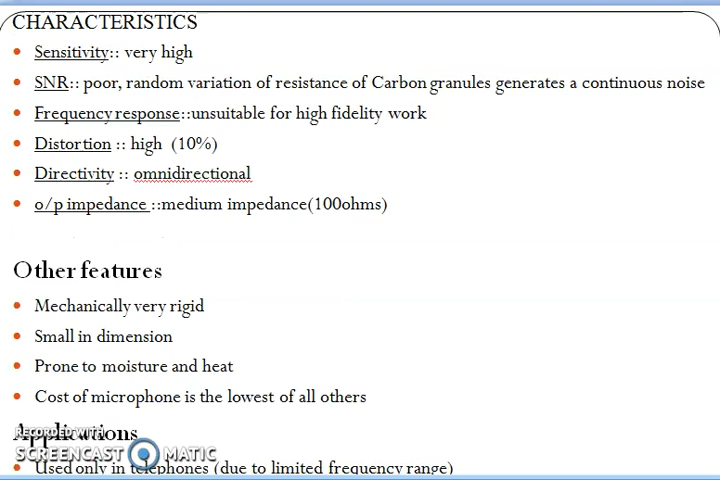 CHARACTERISTICS
• Sensitivity:: very high
• SNR:: poor, random variation of resistance of Carbon granules generates a continuous noise
• Frequency response::unsuitable for high fidelity work
• Distortion :: high (10%)
• Directivity :: omnidirectional
• o/p impedance ::medium impedance(100ohms)
Other features
• Mechanically very rigid
• Small in dimension
• Prone to moisture and heat
• Cost of microphone is the lowest of all others
Applications
RECORDED WITH
SCREENCAST MATIC
• Used only in telephones (due to limited frequency range)